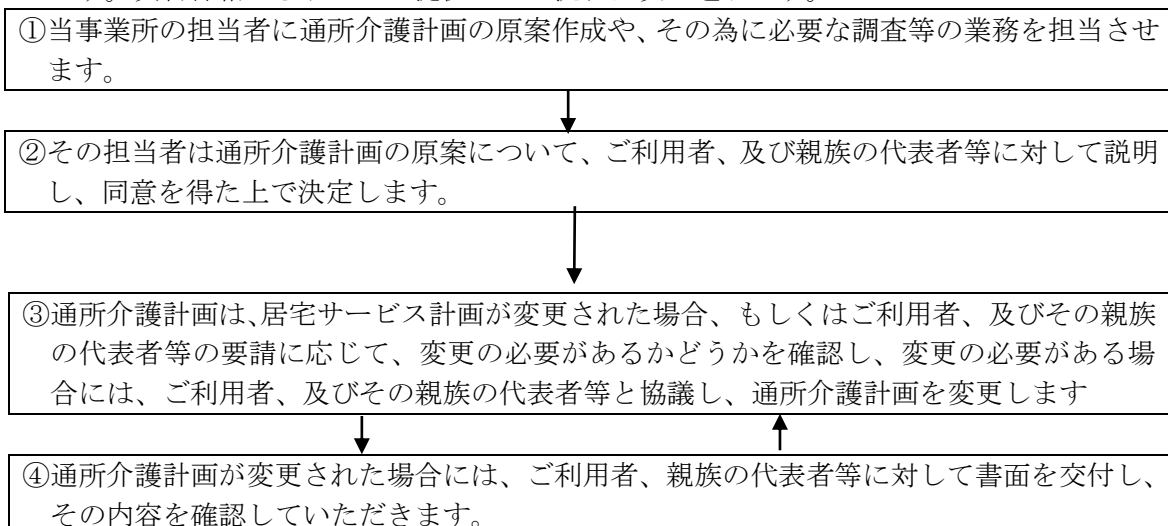 ①当事業所の担当者に通所介護計画の原案作成や、その為に必要な調査等の業務を担当させ
ます。
②その担当者は通所介護計画の原案について、ご利用者、及び親族の代表者等に対して説明
し、同意を得た上で決定します。
③通所介護計画は、居宅サービス計画が変更された場合、もしくはご利用者、及びその親族
の代表者等の要請に応じて、変更の必要があるかどうかを確認し、変更の必要がある場
合には、ご利用者、及びその親族の代表者等と協議し、通所介護計画を変更します
④通所介護計画が変更された場合には、ご利用者、親族の代表者等に対して書面を交付し、
その内容を確認していただきます。